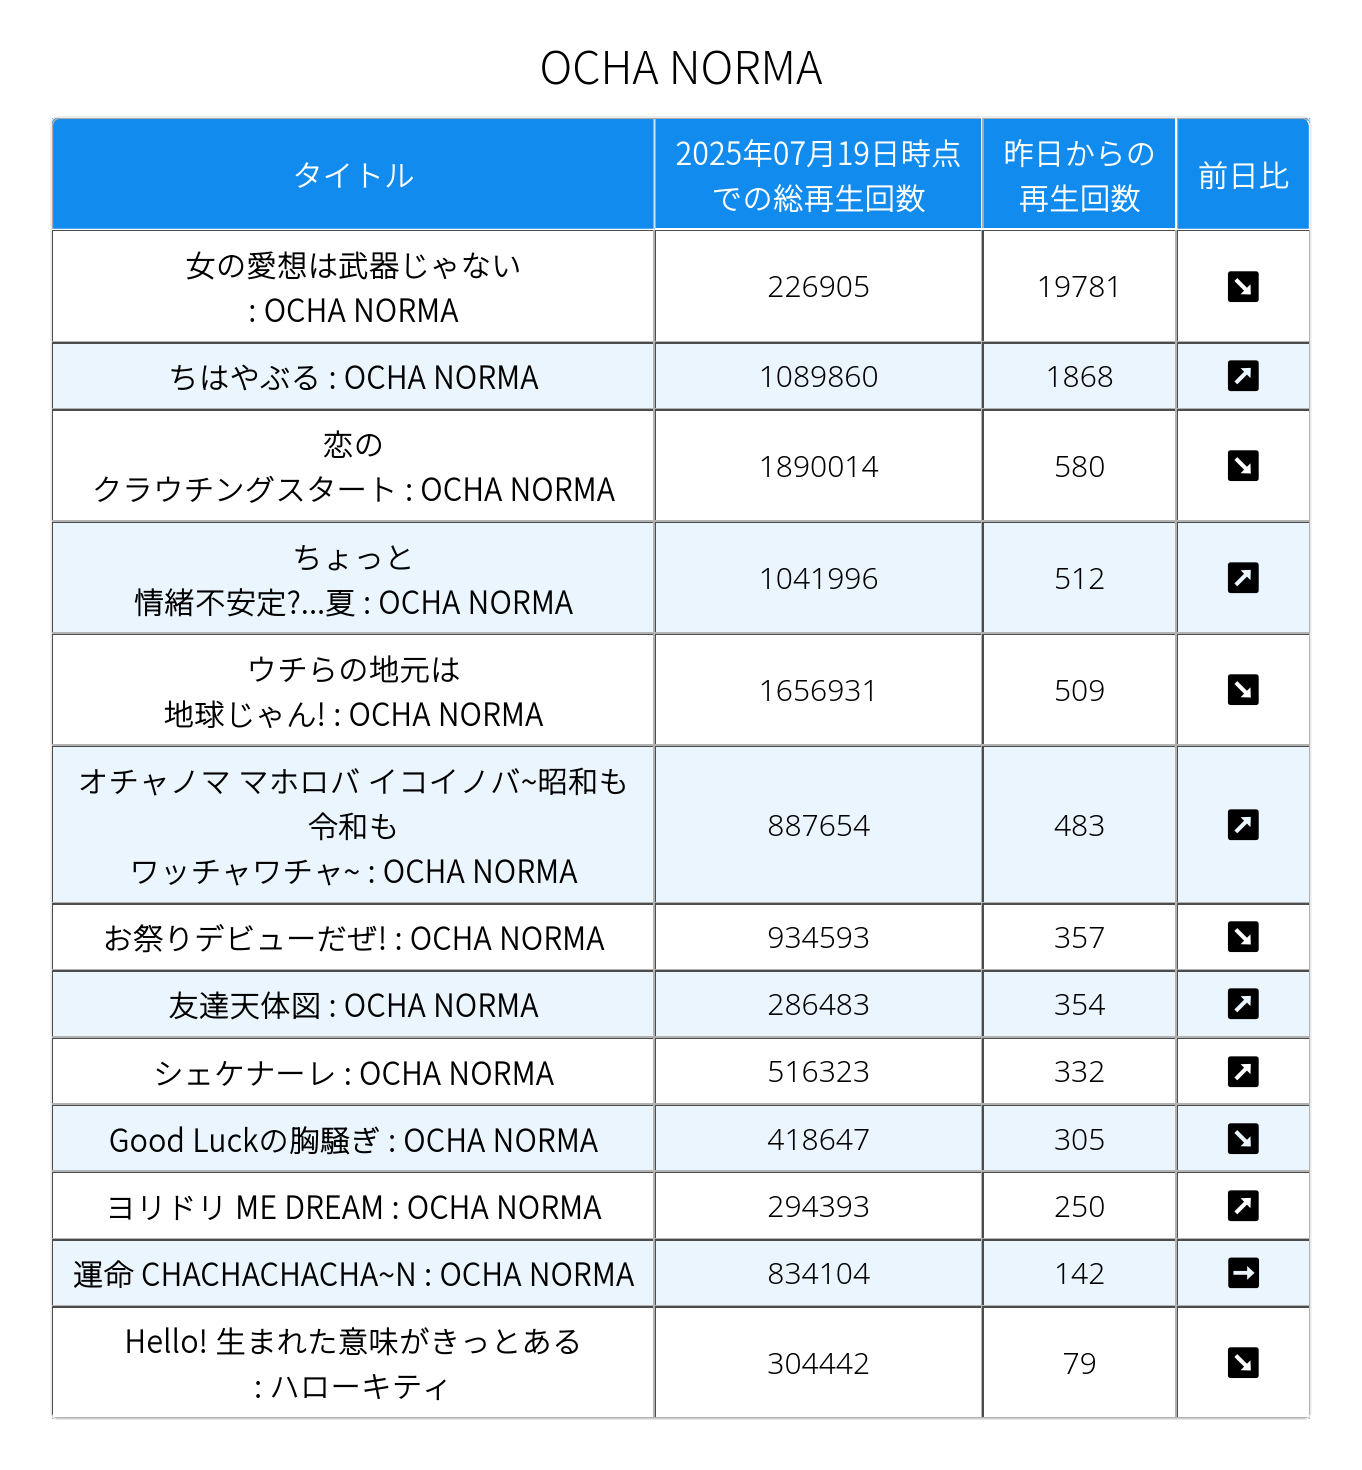 OCHA NORMA
タイトル
2025年07月19日時点
での総再生回数
昨日からの
再生回数
前日比
女の愛想は武器じゃない
: OCHA NORMA
226905
19781
ちはやぶる : OCHA NORMA
1089860
1868
恋の
クラウチングスタート : OCHA NORMA
1890014
580
ちょっと
情緒不安定?...夏 : OCHA NORMA
1041996
512
ウチらの地元は
地球じゃん! : OCHA NORMA
1656931
509
オチャノマ マホロバ イコイノバ~昭和も
令和も
ワッチャワチャ~ : OCHA NORMA
887654
483
お祭りデビューだぜ! : OCHA NORMA
934593
357
友達天体図 : OCHA NORMA
286483
354
シェケナーレ : OCHA NORMA
516323
332
Good Luckの胸騒ぎ : OCHA NORMA
418647
305
ヨリドリ ME DREAM : OCHA NORMA
294393
250
運命 CHACHACHACHA~N : OCHA NORMA
834104
142
Hello! 生まれた意味がきっとある
: ハローキティ
304442
79